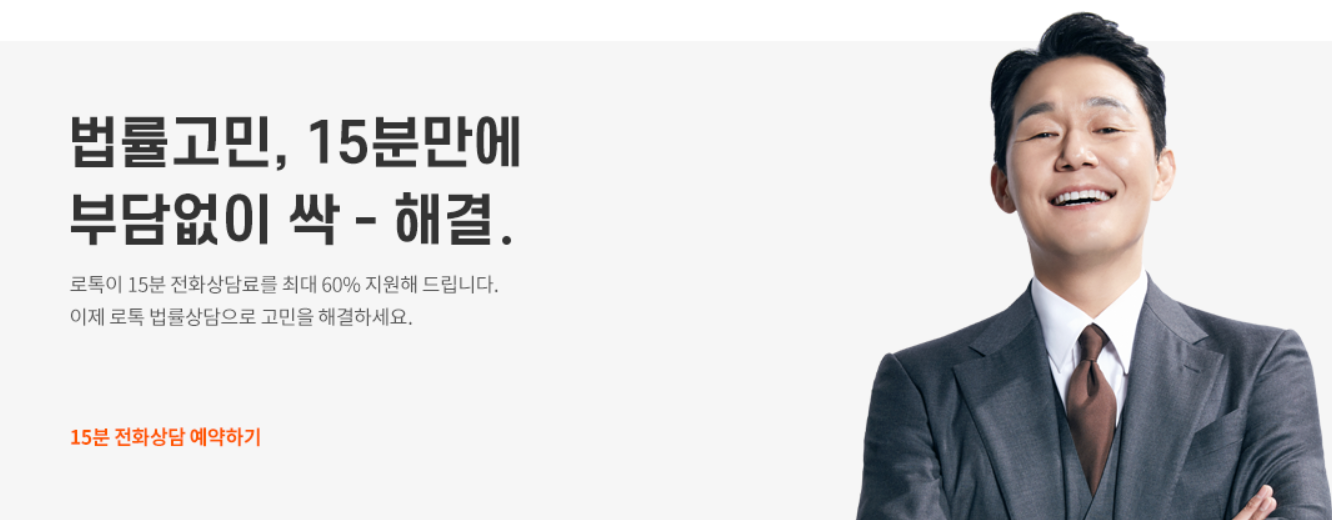 법률고민, 15분만에
부담없이 싹 - 해결.
로톡이 15분 전화상담료를 최대 60% 지원해 드립니다.
이제 로톡 법률상담으로 고민을 해결하세요.
15분 전화상담 예약하기